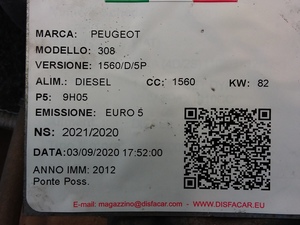 MARCA: PEUGEOT
MODELLO: 308
VERSIONE: 1560/D/5P
ALIM.: DIESEL CC: 1560 KW: 82
P5: 9H05
EMISSIONE: EURO 5
NS: 2021/2020
DATA:03/09/2020 17:52:00
ANNO IMM: 2012
Ponte Poss.
E-mail: magazzino@disfacar.com - www.DISFACAR.EU